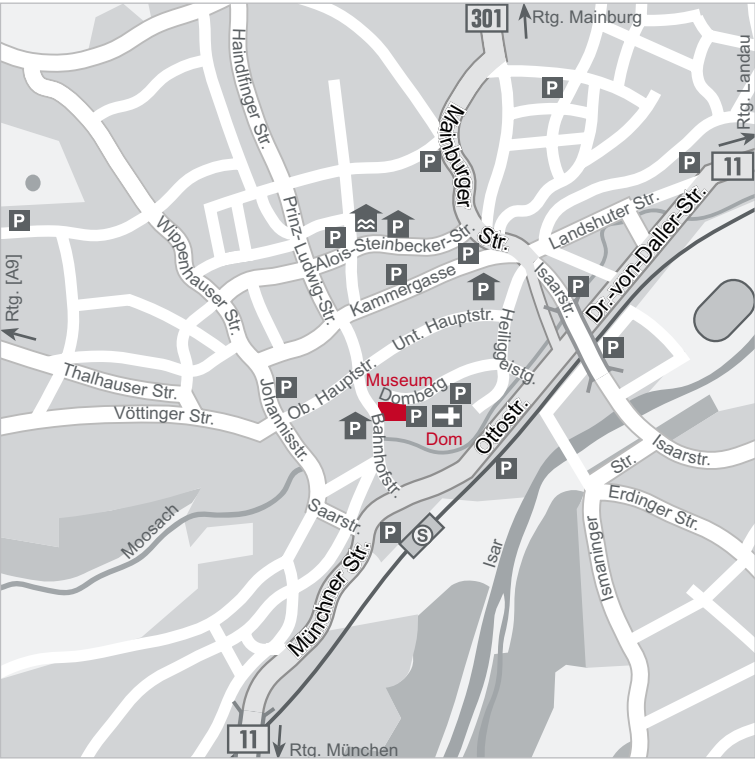 301
Rtg. Mainburg
Haindlfinger Str.
Rtg. Landau
P
Mainburger
Str.
P
P
11
P
Wippenhauser Str.
Prinz-Ludwig-Str.
P
P
Alois-Steinbecker-Str.
Landshuter Str.
Dr.-von-Daller-Str.
P
Rtg. [A9]
P
Kammergasse
Isaarstr.
P
P
Unt. Hauptstr.
Heiliggeistg.
P
Thalhauser Str.
P
Ob. Hauptstr.
Museum
Domberg
P
Vöttinger Str.
Johannisstr.
P
P
Dom
Bahnhofstr.
Ottostr.
Isaarstr.
P
Str.
Erdinger Str.
Moosach
Saarstr.
P
S
Isar
Ismaninger
Münchner Str.
11
Rtg. München